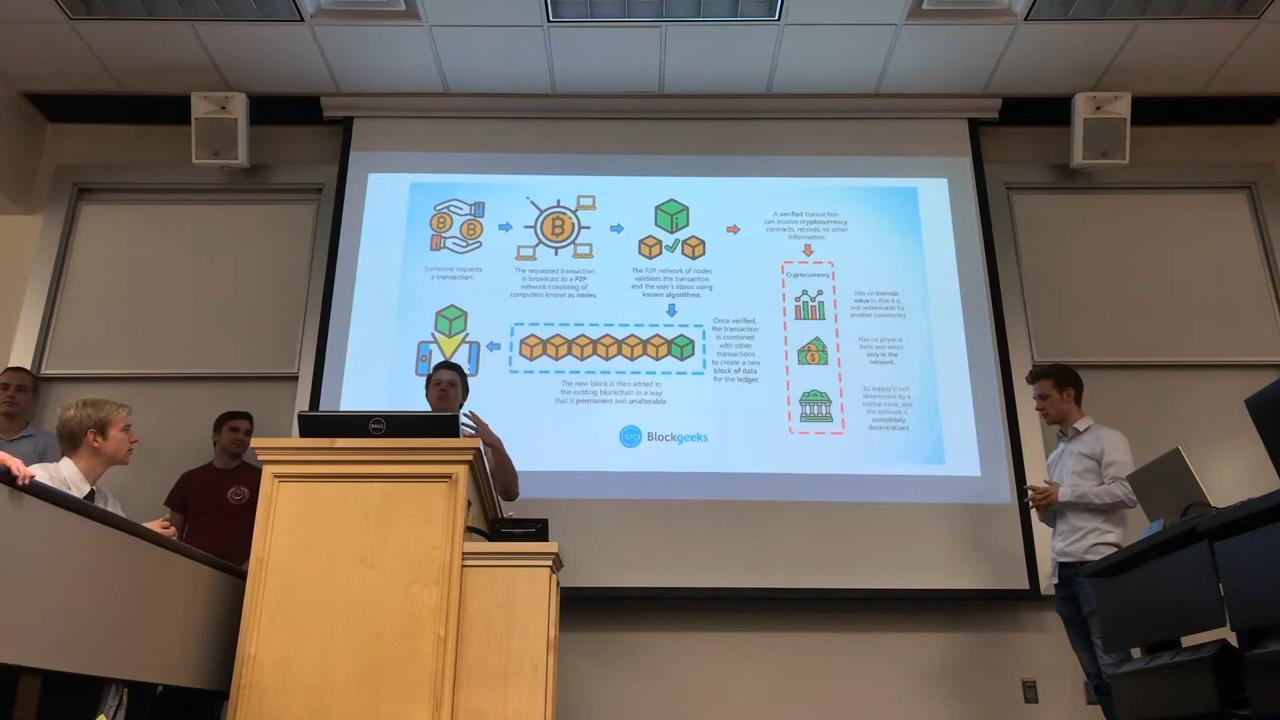 Someone requests
a transaction.
The requested transaction
is broadcast to a P2P
network consisting of
computers known as nodes.
The P2P network of nodes
validates the transaction
and the user's status using
known algorithms.
A verified transaction
can involve cryptocurrency,
contracts, records, or other
information.
Cryptocurrency
Has no intrinsic
value in that it is
not redeemable for
another commodity
Has no physical
form and exists
only in the
network.
Its supply is not
determined by a
central bank, and
the network is
completely
decentralized.
Once verified,
the transaction
is combined
with other
transactions
to create a new
block of data
for the ledger.
The new block is then added to
the existing blockchain in a way
that is permanent and unalterable.
Blockgeeks
DELL